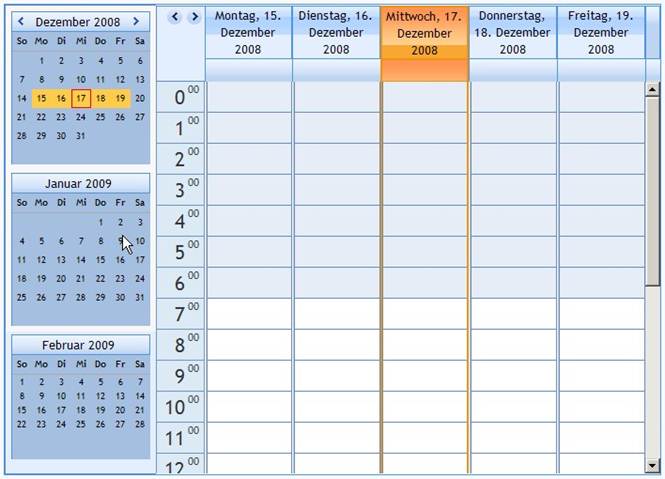 Dezember 2008
So Mo Di Mi Do Fr Sa
1 2 3 4 5 6
7 8 9 10 11 12 13
14 15 16 17 18 19 20
21 22 23 24 25 26 27
28 29 30 31
Januar 2009
So Mo Di Mi Do Fr Sa
1 2 3
4 5 6 7 8 9 10
11 12 13 14 15 16 17
18 19 20 21 22 23 24
25 26 27 28 29 30 31
Februar 2009
So Mo Di Mi Do Fr Sa
1 2 3 4 5 6 7
8 9 10 11 12 13 14
15 16 17 18 19 20 21
22 23 24 25 26 27 28
Montag, 15.
Dezember
2008
Dienstag, 16.
Dezember
2008
Mittwoch, 17.
Dezember
2008
Donnerstag,
18. Dezember
2008
Freitag, 19.
Dezember
2008
0 00
1 00
2 00
3 00
4 00
5 00
6 00
7 00
8 00
9 00
10 00
11 00
12 00